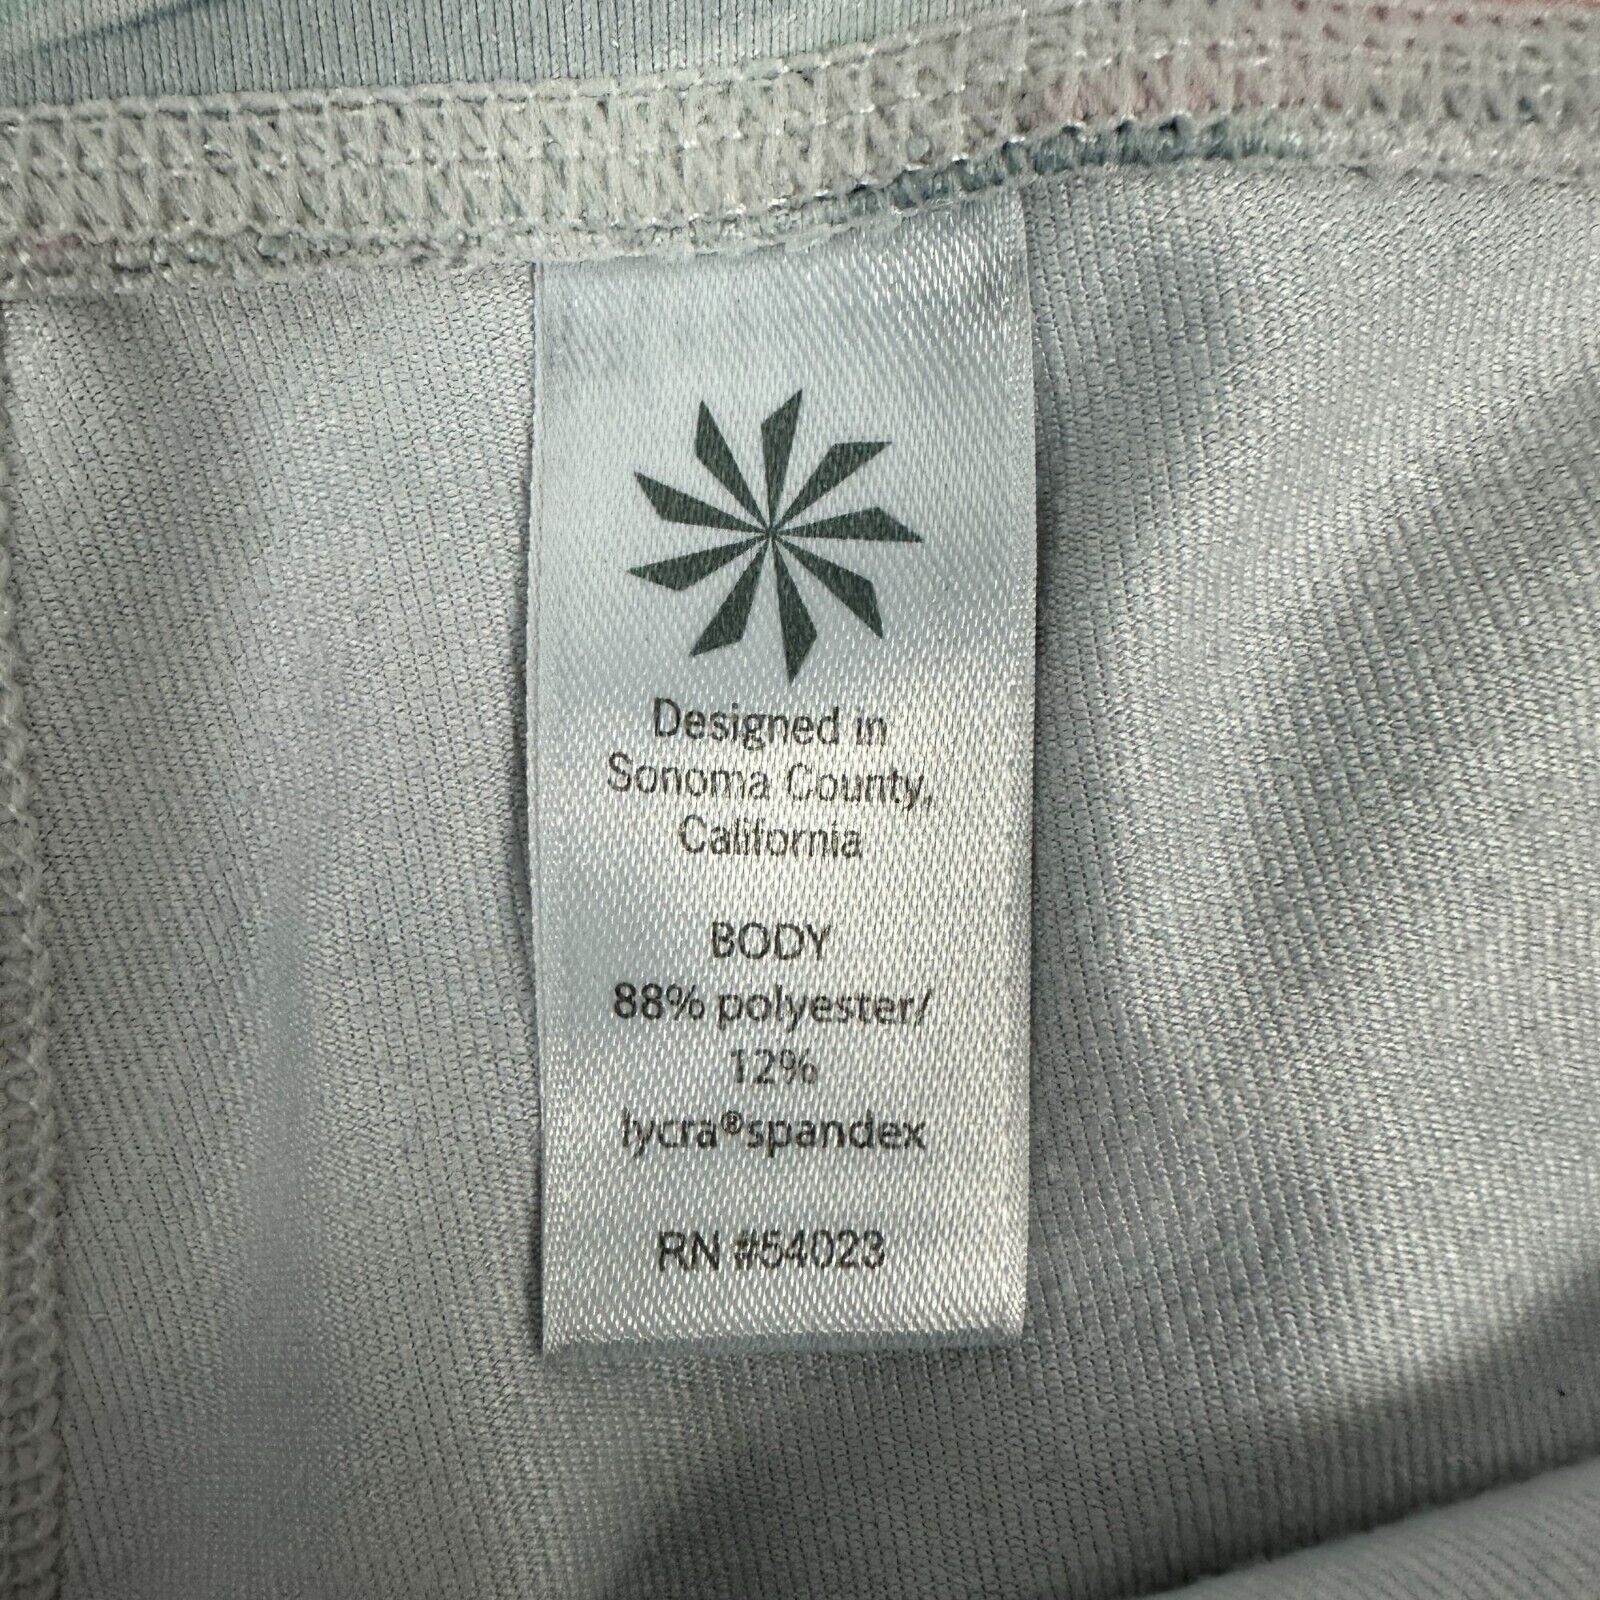 Designed in
Sonoma County,
California
BODY
88% polyester/
12%
lycra®spandex
RN #54023